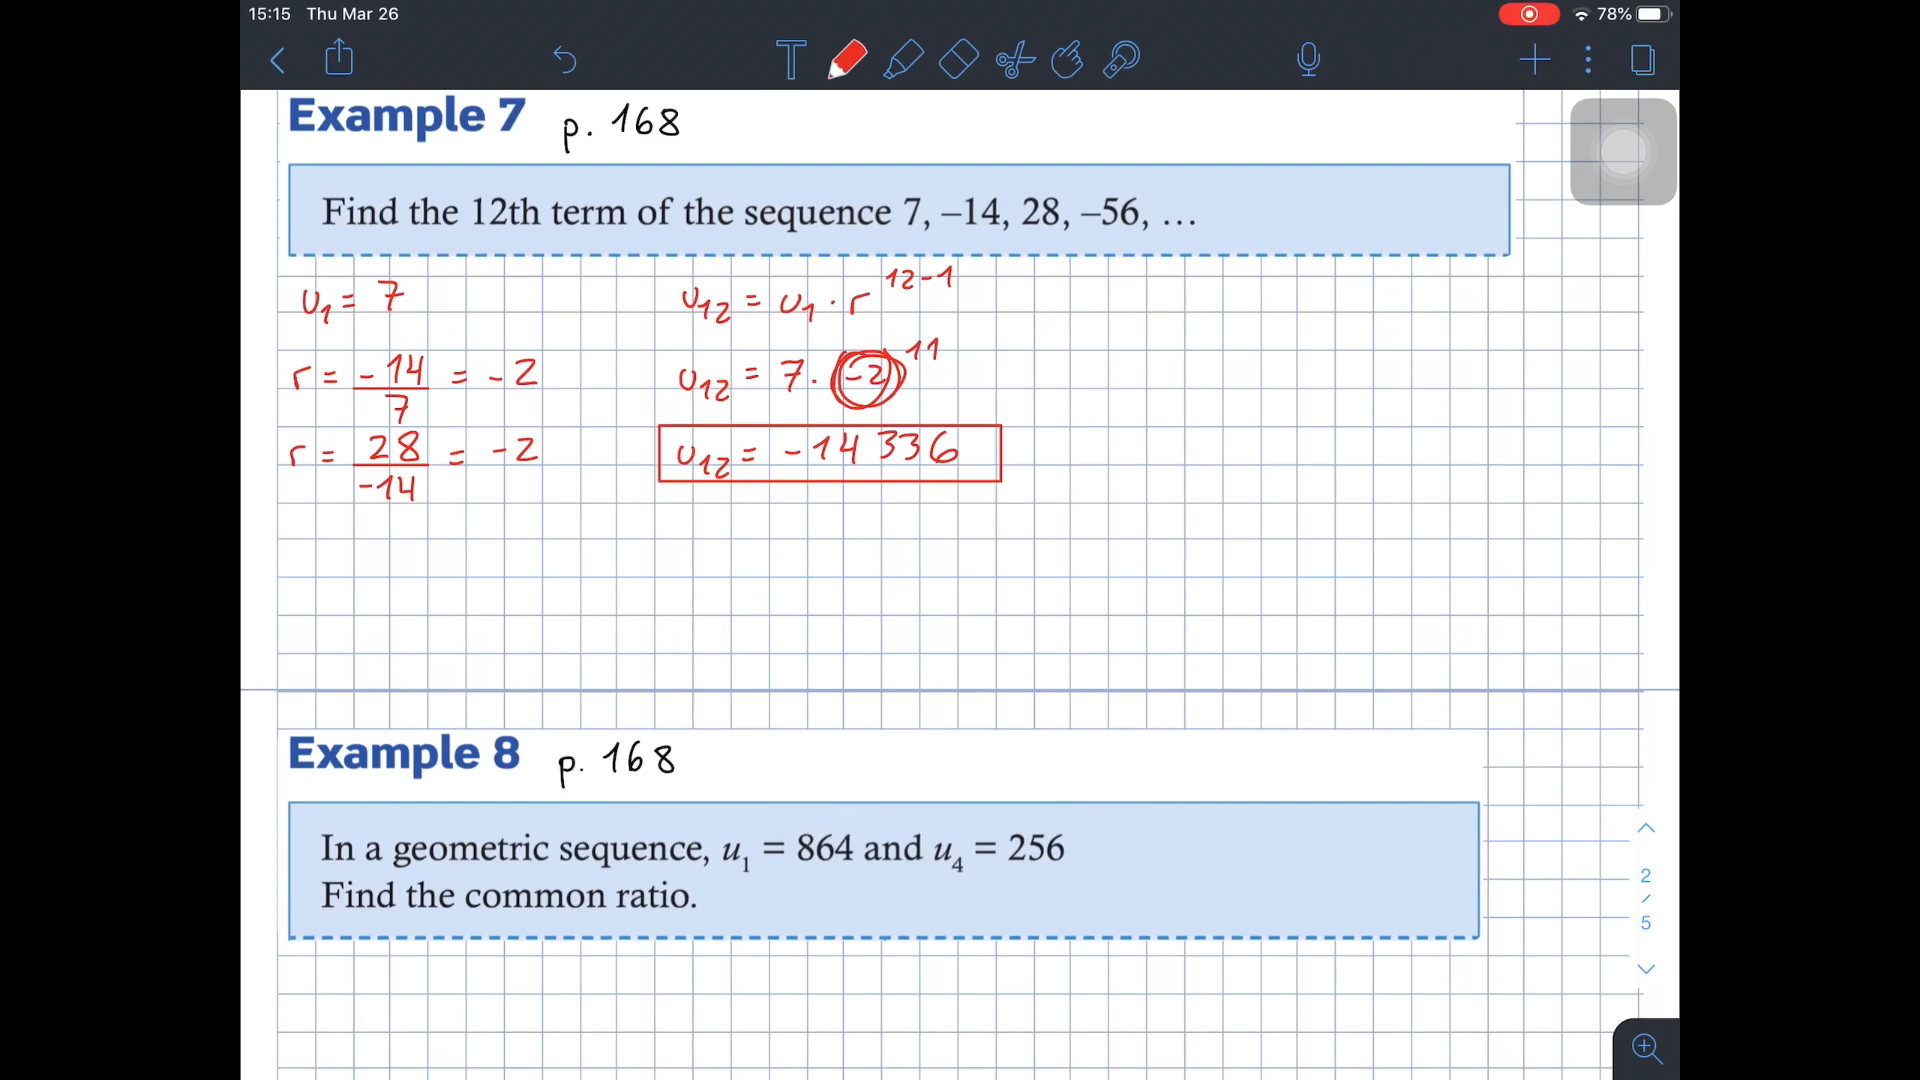 15:15 Thu Mar 26
78%
Example 7 p. 168
Find the 12th term of the sequence 7, –14, 28, –56, …
u₁ = 7
r = -14/7 = -2
r = 28/-14 = -2
u₁₂ = u₁ · r¹²⁻¹
u₁₂ = 7 · (-2)¹¹
u₁₂ = -14 336
Example 8 p. 168
In a geometric sequence, u₁ = 864 and u₄ = 256
Find the common ratio.
2
/
5